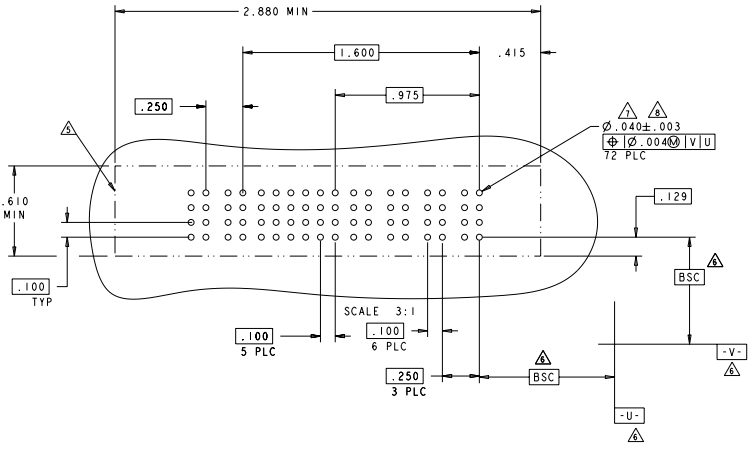 2.880 MIN
1.600
.415
.250
.975
7 8
5
Ø.040±.003
⌖ Ø.004Ⓜ V U
72 PLC
.610
MIN
.129
6
BSC
.100
TYP
SCALE 3:1
.100
5 PLC
.100
6 PLC
6
.250
3 PLC
BSC
-V-
6
-U-
6